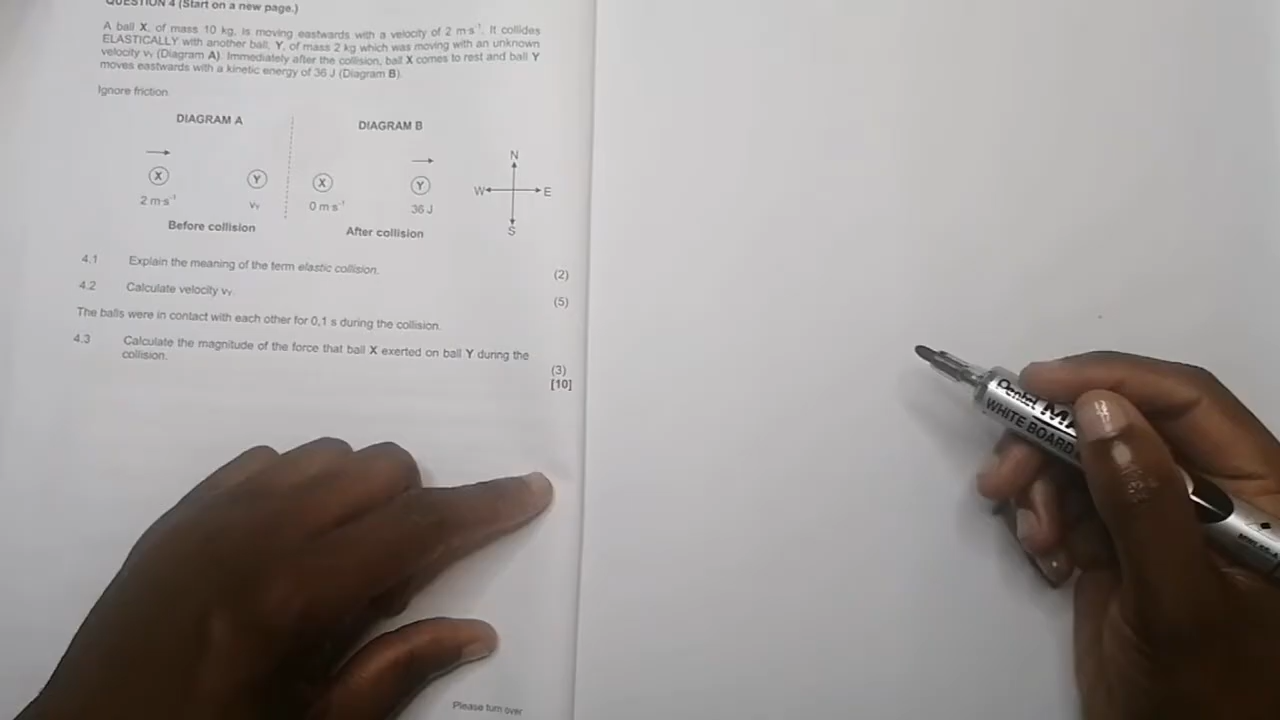 QUESTION 4 (Start on a new page.)
A ball X, of mass 10 kg, is moving eastwards with a velocity of 2 m·s⁻¹. It collides
ELASTICALLY with another ball, Y, of mass 2 kg which was moving with an unknown
velocity vY (Diagram A). Immediately after the collision, ball X comes to rest and ball Y
moves eastwards with a kinetic energy of 36 J (Diagram B).
Ignore friction.
DIAGRAM A
DIAGRAM B
X
Y
X
Y
2 m·s⁻¹
vY
0 m·s⁻¹
36 J
Before collision
After collision
N
W
E
S
4.1 Explain the meaning of the term elastic collision. (2)
4.2 Calculate velocity vY. (5)
The balls were in contact with each other for 0,1 s during the collision.
4.3 Calculate the magnitude of the force that ball X exerted on ball Y during the
collision. (3)
[10]
Please turn over
Pentel
WHITE BOARD